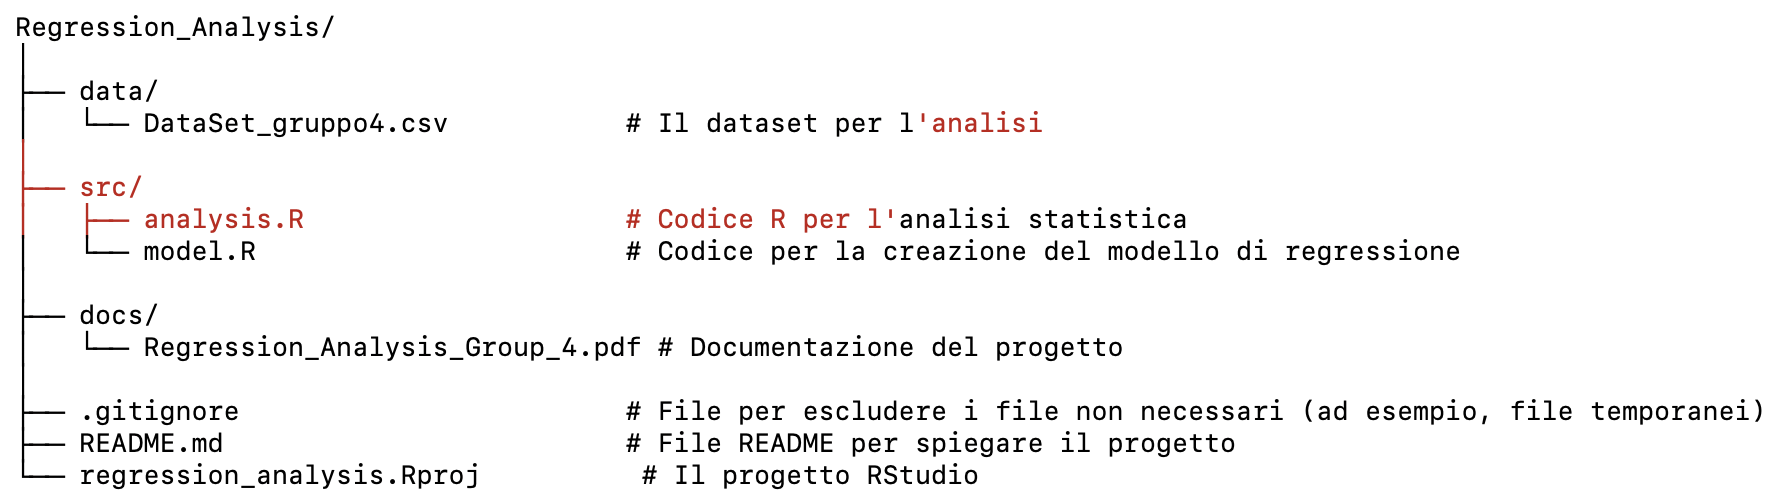 Regression_Analysis/
│
├── data/
│   └── DataSet_gruppo4.csv           # Il dataset per l'analisi
│
├── src/
│   ├── analysis.R                    # Codice R per l'analisi statistica
│   └── model.R                       # Codice per la creazione del modello di regressione
│
├── docs/
│   └── Regression_Analysis_Group_4.pdf # Documentazione del progetto
│
├── .gitignore                        # File per escludere i file non necessari (ad esempio, file temporanei)
├── README.md                         # File README per spiegare il progetto
└── regression_analysis.Rproj          # Il progetto RStudio